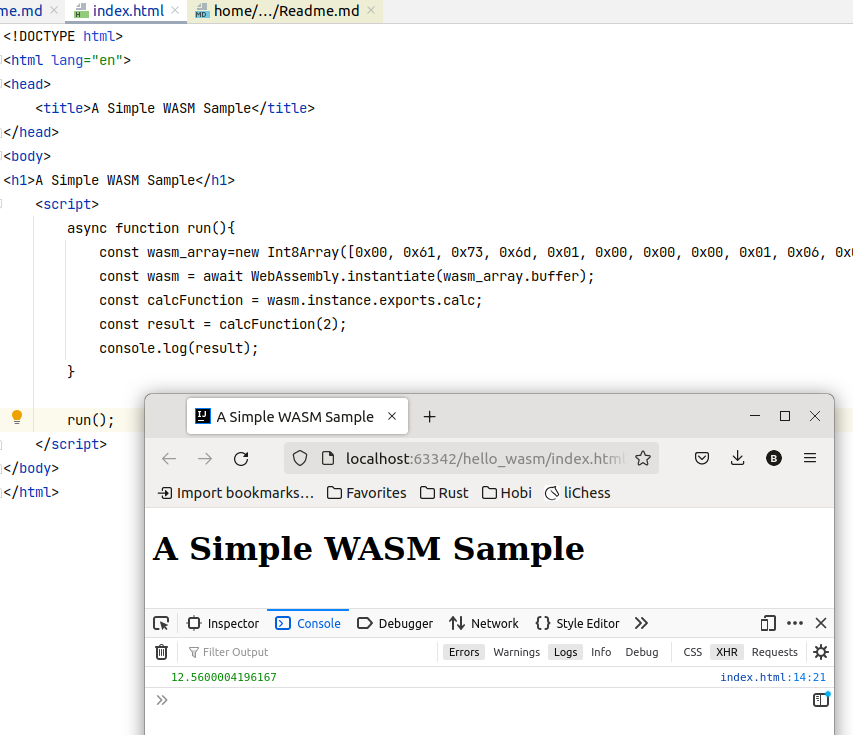 me.md index.html home/.../Readme.md
<!DOCTYPE html>
<html lang="en">
<head>
<title>A Simple WASM Sample</title>
</head>
<body>
<h1>A Simple WASM Sample</h1>
<script>
async function run(){
const wasm_array=new Int8Array([0x00, 0x61, 0x73, 0x6d, 0x01, 0x00, 0x00, 0x00, 0x01, 0x06,
const wasm = await WebAssembly.instantiate(wasm_array.buffer);
const calcFunction = wasm.instance.exports.calc;
const result = calcFunction(2);
console.log(result);
}
run();
</script>
</body>
</html>
A Simple WASM Sample
localhost:63342/hello_wasm/index.html
Import bookmarks... Favorites Rust Hobi liChess
A Simple WASM Sample
Inspector Console Debugger Network Style Editor
Filter Output Errors Warnings Logs Info Debug CSS XHR Requests
12.5600004196167 index.html:14:21